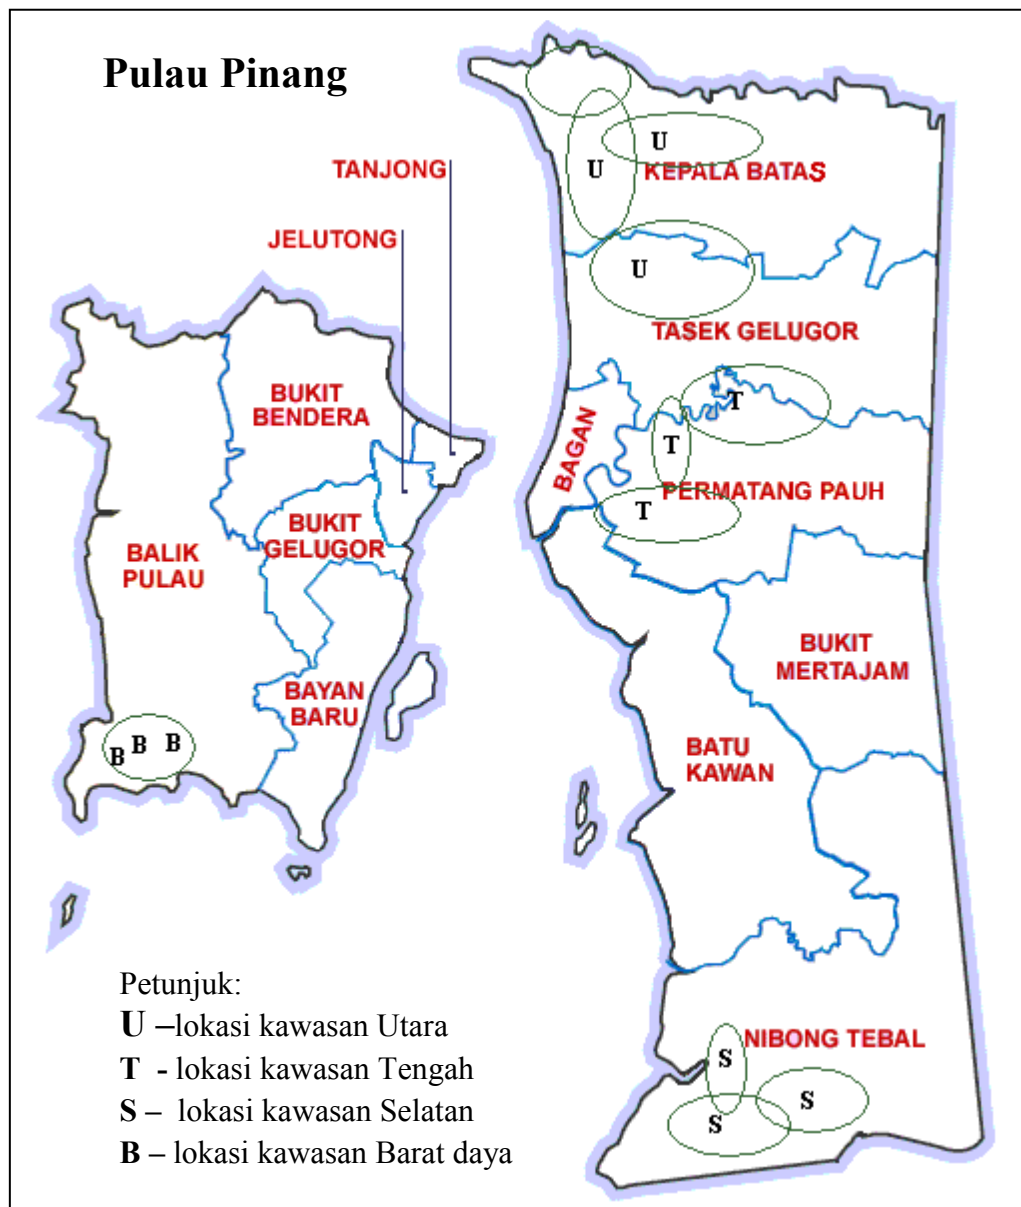 Pulau Pinang
TANJONG
JELUTONG
U
U
KEPALA BATAS
U
TASEK GELUGOR
BUKIT
BENDERA
T
BAGAN
T
PERMATANG PAUH
T
BUKIT
GELUGOR
BALIK
PULAU
BUKIT
MERTAJAM
BAYAN
BARU
BATU
KAWAN
B B B
Petunjuk:
U –lokasi kawasan Utara
T - lokasi kawasan Tengah
S – lokasi kawasan Selatan
B – lokasi kawasan Barat daya
NIBONG TEBAL
S
S
S